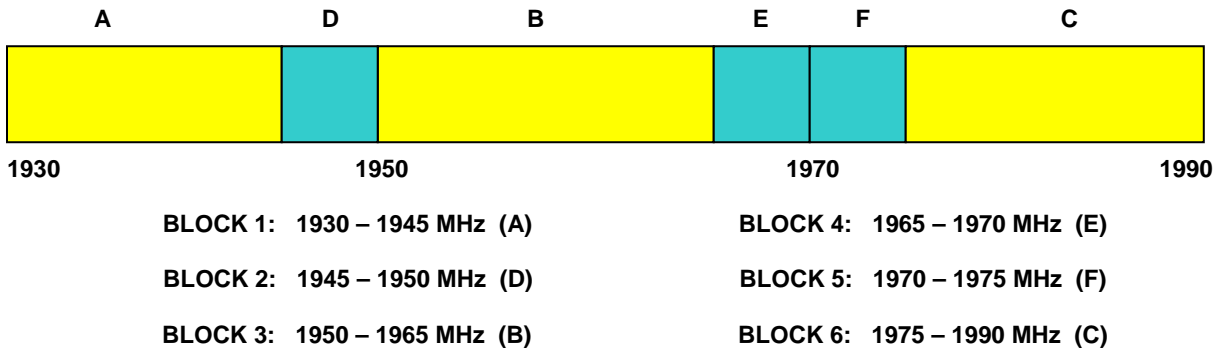 A D B E F C
1930 1950 1970 1990
BLOCK 1: 1930 – 1945 MHz (A) BLOCK 4: 1965 – 1970 MHz (E)
BLOCK 2: 1945 – 1950 MHz (D) BLOCK 5: 1970 – 1975 MHz (F)
BLOCK 3: 1950 – 1965 MHz (B) BLOCK 6: 1975 – 1990 MHz (C)